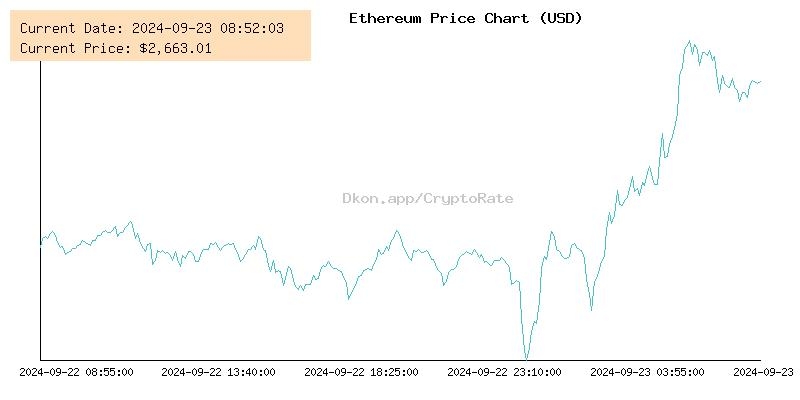 Ethereum Price Chart (USD)
Current Date: 2024-09-23 08:52:03
Current Price: $2,663.01
Dkon.app/CryptoRate
2024-09-22 08:55:00 2024-09-22 13:40:00 2024-09-22 18:25:00 2024-09-22 23:10:00 2024-09-23 03:55:00 2024-09-23